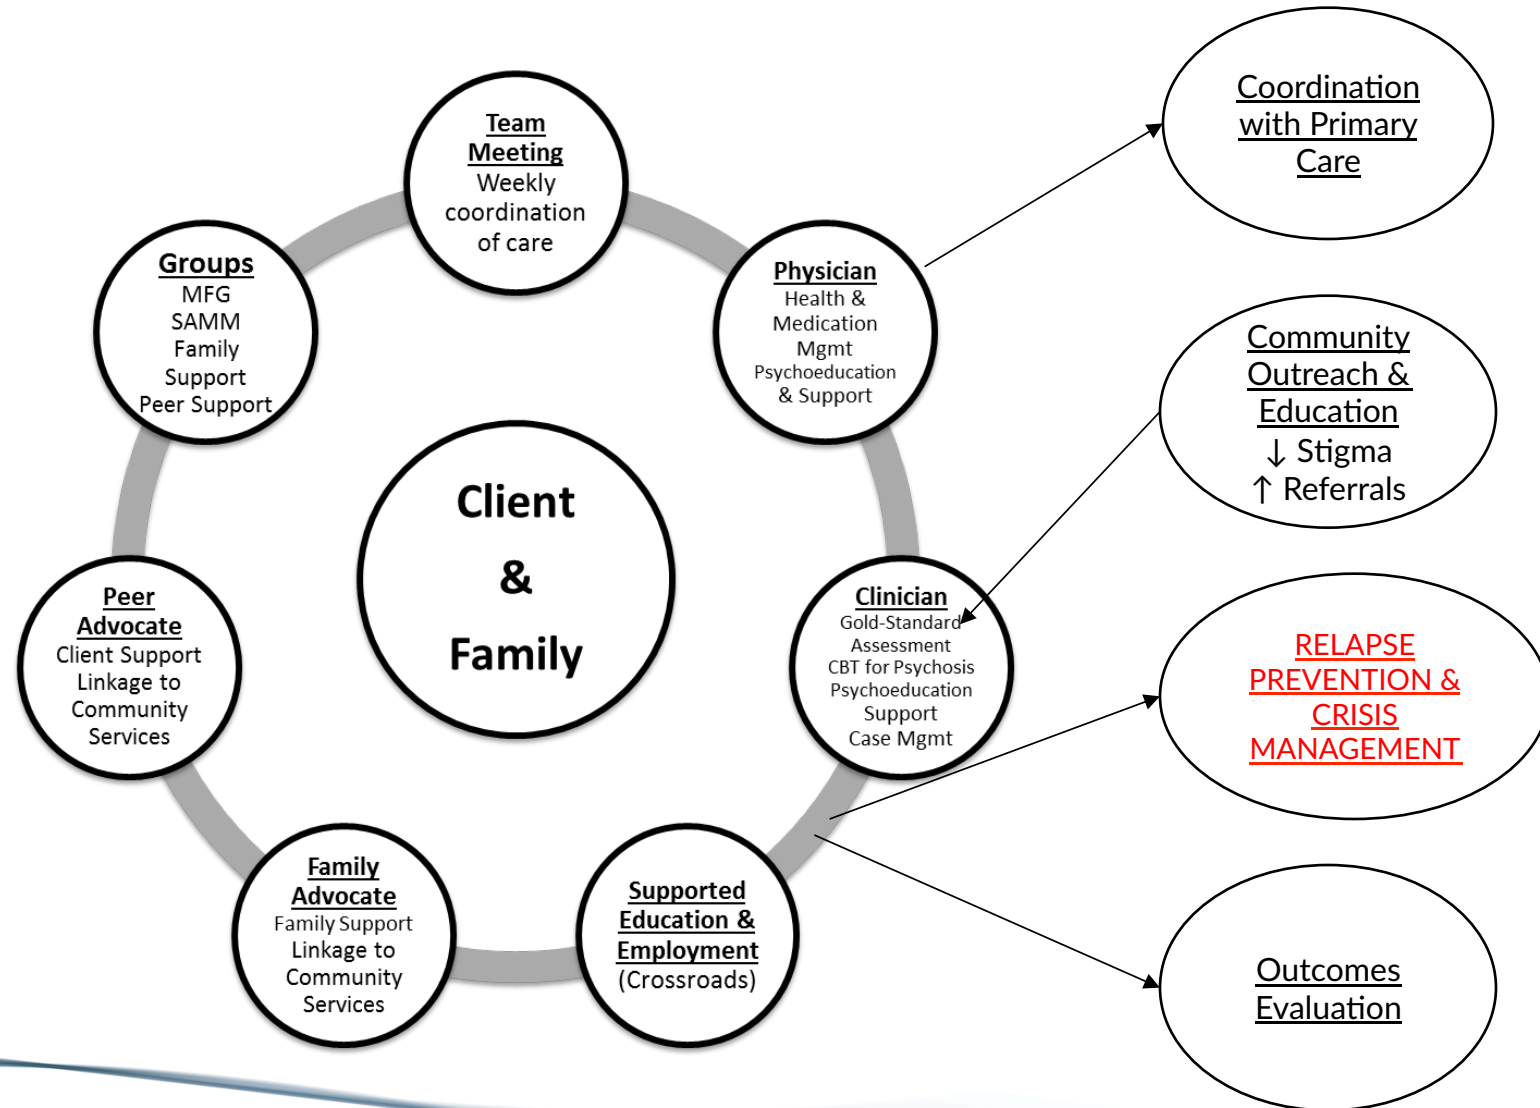 Team
Meeting
Weekly
coordination
of care
Physician
Health &
Medication
Mgmt
Psychoeducation
& Support
Clinician
Gold-Standard
Assessment
CBT for Psychosis
Psychoeducation
Support
Case Mgmt
Supported
Education &
Employment
(Crossroads)
Family
Advocate
Family Support
Linkage to
Community
Services
Peer
Advocate
Client Support
Linkage to
Community
Services
Groups
MFG
SAMM
Family
Support
Peer Support
Client
&
Family
Coordination
with Primary
Care
Community
Outreach &
Education
↓ Stigma
↑ Referrals
RELAPSE
PREVENTION &
CRISIS
MANAGEMENT
Outcomes
Evaluation